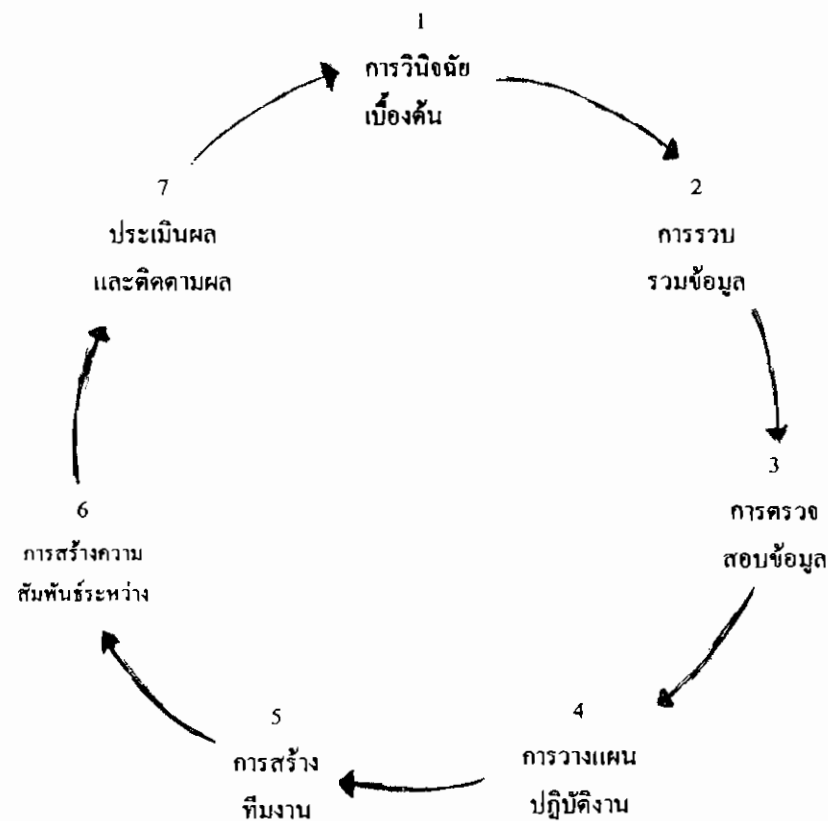 1
การวินิจฉัย
เบื้องต้น
2
การรวบ
รวมข้อมูล
3
การตรวจ
สอบข้อมูล
4
การวางแผน
ปฏิบัติงาน
5
การสร้าง
ทีมงาน
6
การสร้างความ
สัมพันธ์ระหว่าง
7
ประเมินผล
และติดตามผล